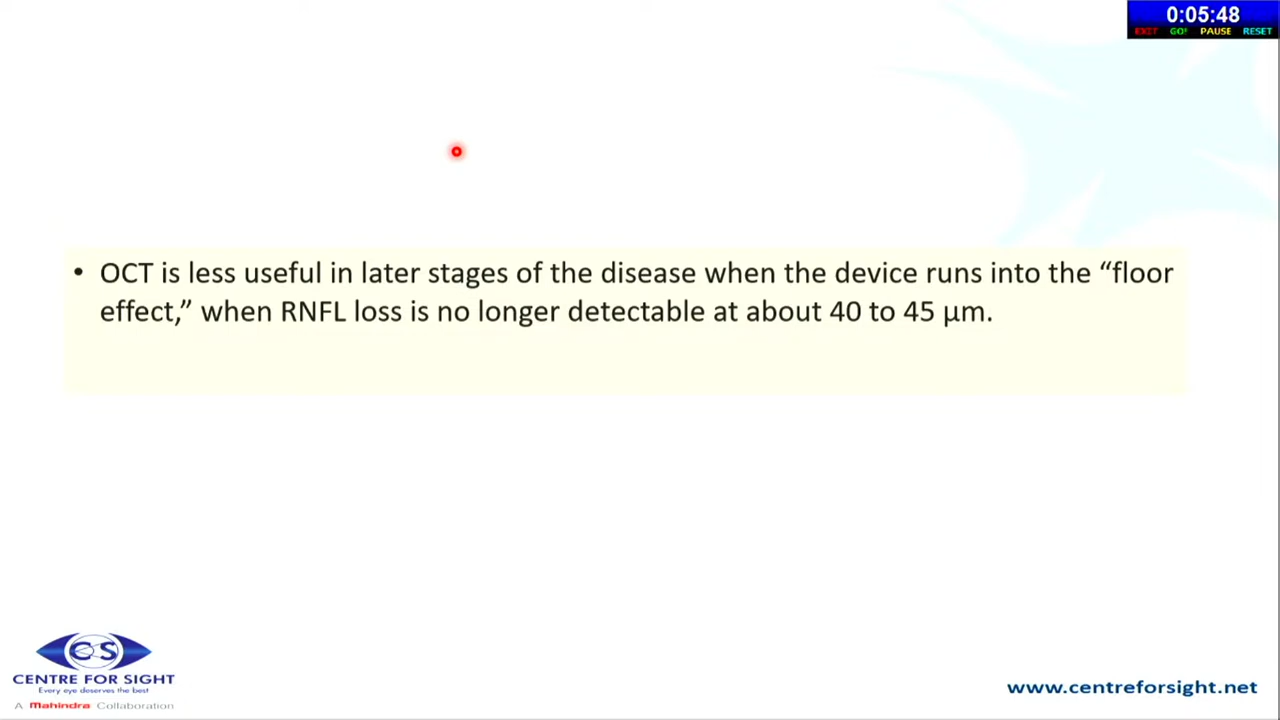 0:05:48
EXIT GO! PAUSE RESET
• OCT is less useful in later stages of the disease when the device runs into the “floor
effect,” when RNFL loss is no longer detectable at about 40 to 45 µm.
CS
CENTRE FOR SIGHT
Every eye deserves the best
A Mahindra Collaboration
www.centreforsight.net